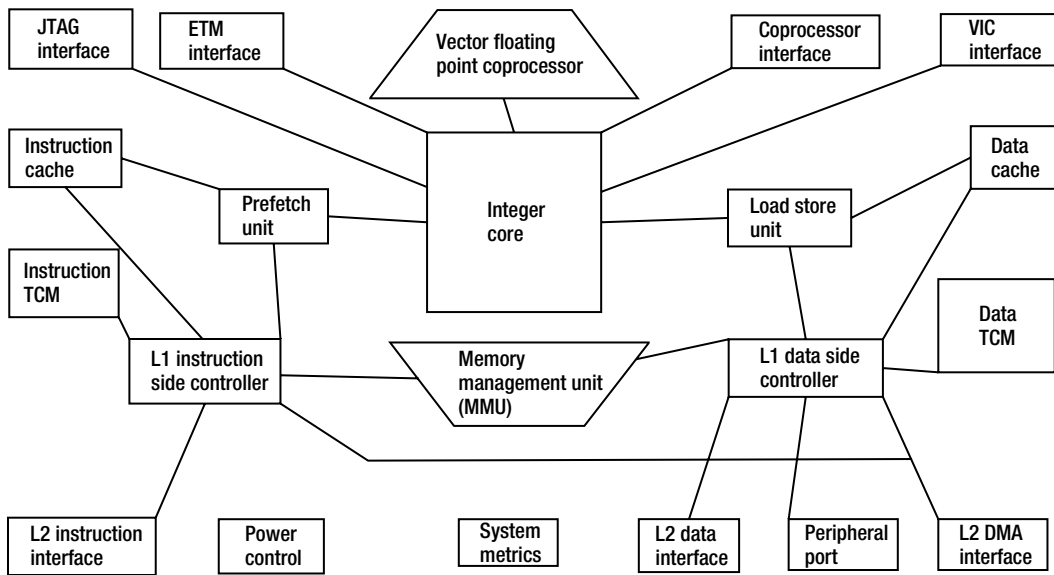 JTAG
interface
ETM
interface
Vector floating
point coprocessor
Coprocessor
interface
VIC
interface
Instruction
cache
Prefetch
unit
Integer
core
Load store
unit
Data
cache
Instruction
TCM
Data
TCM
L1 instruction
side controller
Memory
management unit
(MMU)
L1 data side
controller
L2 instruction
interface
Power
control
System
metrics
L2 data
interface
Peripheral
port
L2 DMA
interface